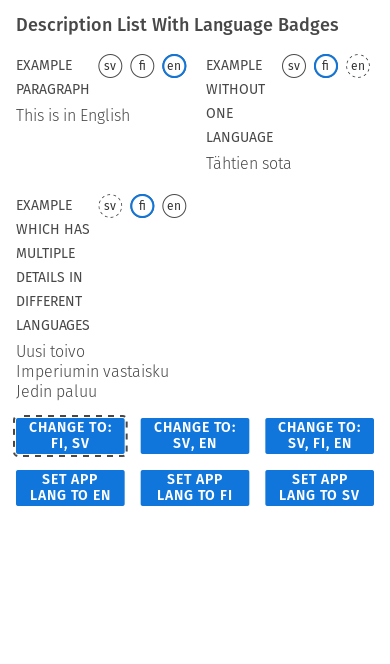 Description List With Language Badges
EXAMPLE PARAGRAPH
sv fi en
This is in English
EXAMPLE WITHOUT ONE LANGUAGE
sv fi en
Tähtien sota
EXAMPLE WHICH HAS MULTIPLE DETAILS IN DIFFERENT LANGUAGES
sv fi en
Uusi toivo
Imperiumin vastaisku
Jedin paluu
CHANGE TO: FI, SV
CHANGE TO: SV, EN
CHANGE TO: SV, FI, EN
SET APP LANG TO EN
SET APP LANG TO FI
SET APP LANG TO SV